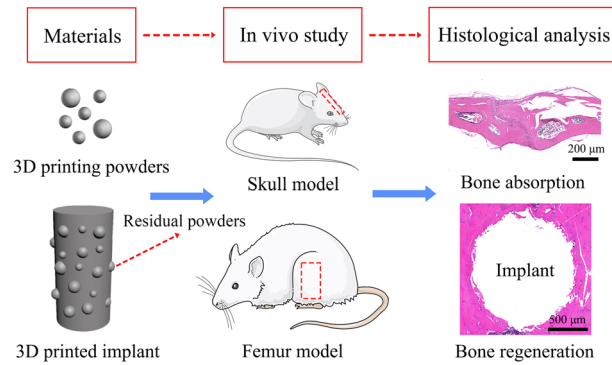 Materials
In vivo study
Histological analysis
3D printing powders
Skull model
200 μm
Bone absorption
Residual powders
Implant
500 μm
3D printed implant
Femur model
Bone regeneration